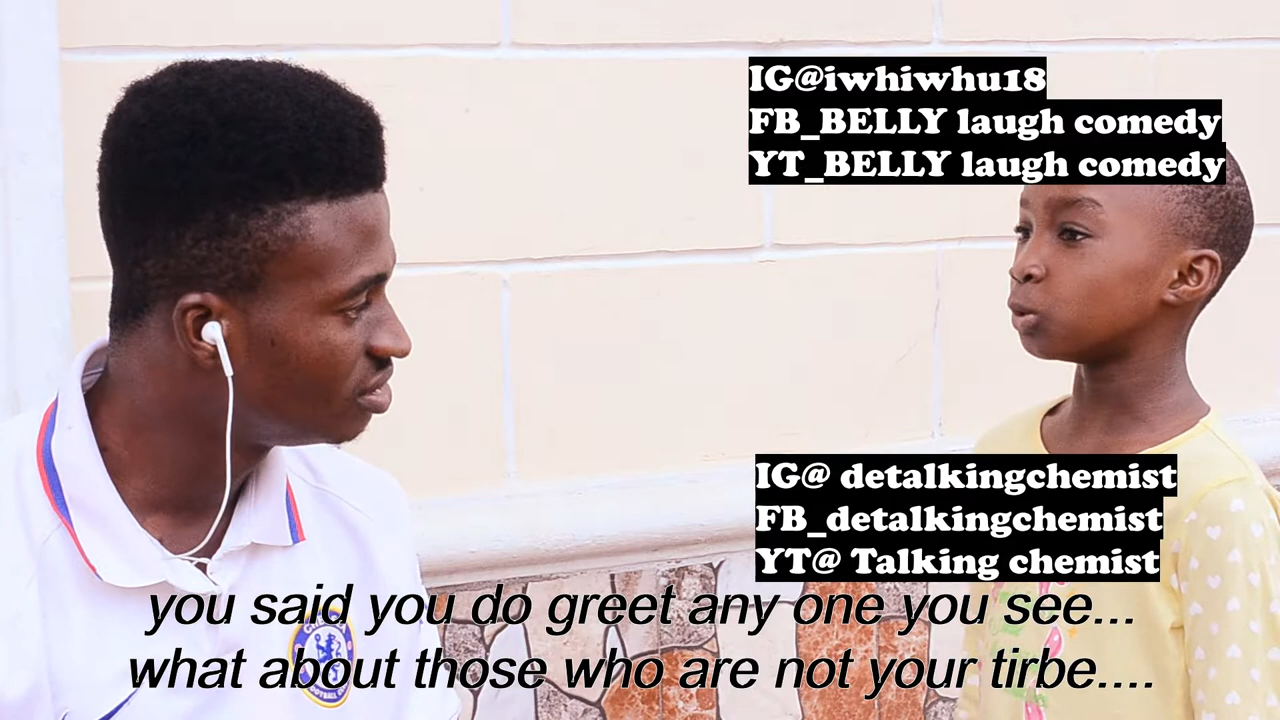 IG@iwhiwhu18
FB_BELLY laugh comedy
YT_BELLY laugh comedy
IG@ detalkingchemist
FB_detalkingchemist
YT@ Talking chemist
you said you do greet any one you see...
what about those who are not your tirbe....